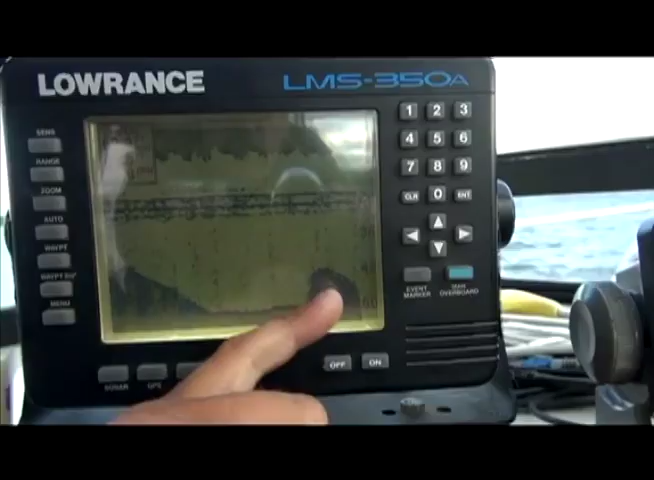 LOWRANCE
LMS-350A
SENS
RANGE
ZOOM
AUTO
WAYPT
MENU
1 2 3
4 5 6
7 8 9
CLR 0 ENT
EVENT
MARKER
MAN
OVERBOARD
SONAR
GPS
OFF
ON